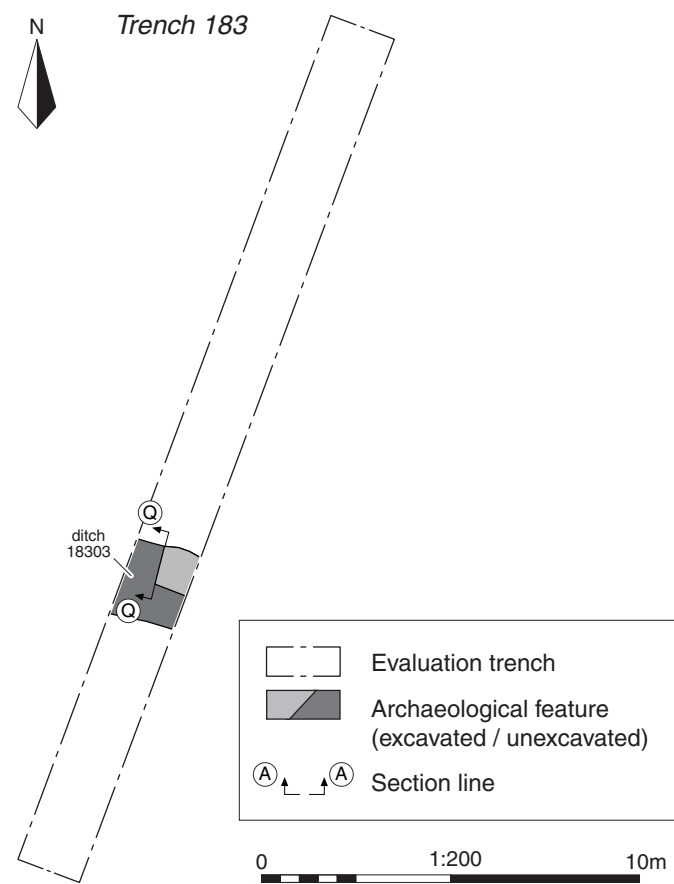 N
Trench 183
Q
ditch
18303
Q
Evaluation trench
Archaeological feature
(excavated / unexcavated)
A A
Section line
0 1:200 10m